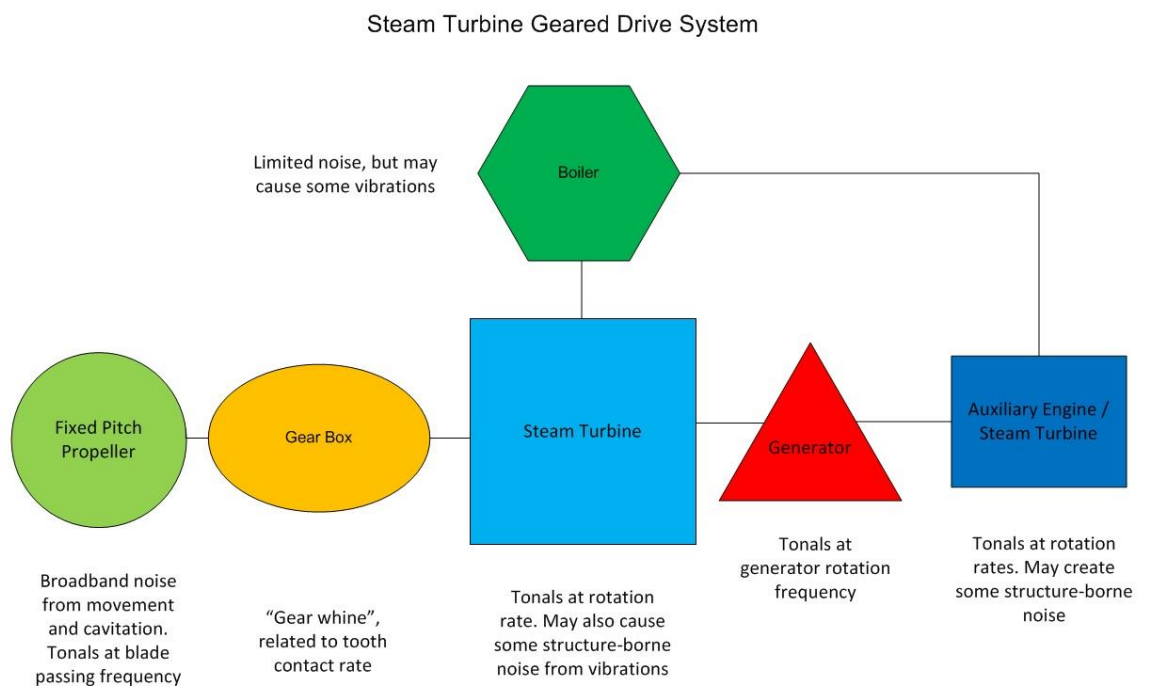 Steam Turbine Geared Drive System
Limited noise, but may
cause some vibrations
Boiler
Fixed Pitch
Propeller
Gear Box
Steam Turbine
Generator
Auxiliary Engine /
Steam Turbine
Broadband noise
from movement
and cavitation.
Tonals at blade
passing frequency
“Gear whine”,
related to tooth
contact rate
Tonals at rotation
rate. May also cause
some structure-borne
noise from vibrations
Tonals at
generator rotation
frequency
Tonals at rotation
rates. May create
some structure-borne
noise